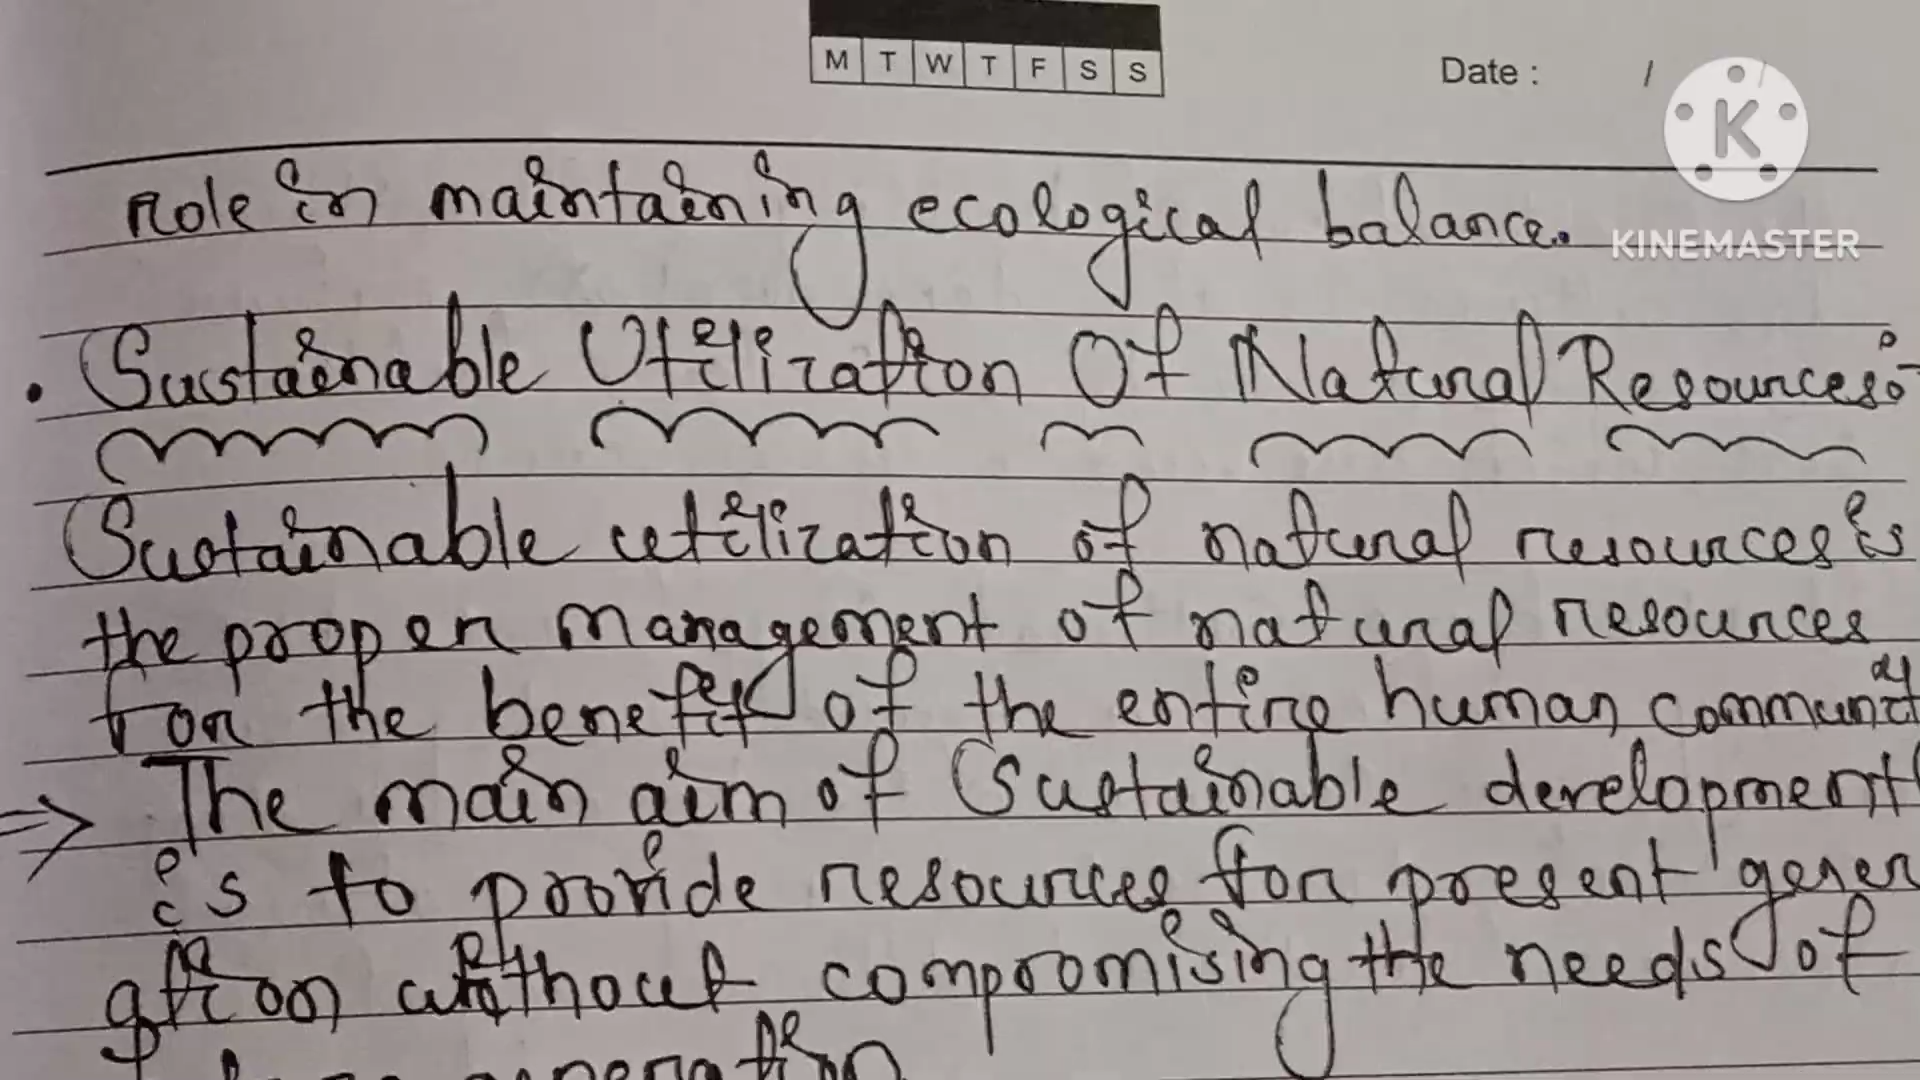 M T W T F S S
Date : /
KINEMASTER
role in maintaining ecological balance.
• Sustainable Utilization Of Natural Resources:-
Sustainable utilization of natural resources is
the proper management of natural resources
for the benefit of the entire human community
⇒ The main aim of Sustainable development
is to provide resources for present gener
ation without compromising the needs of
generation